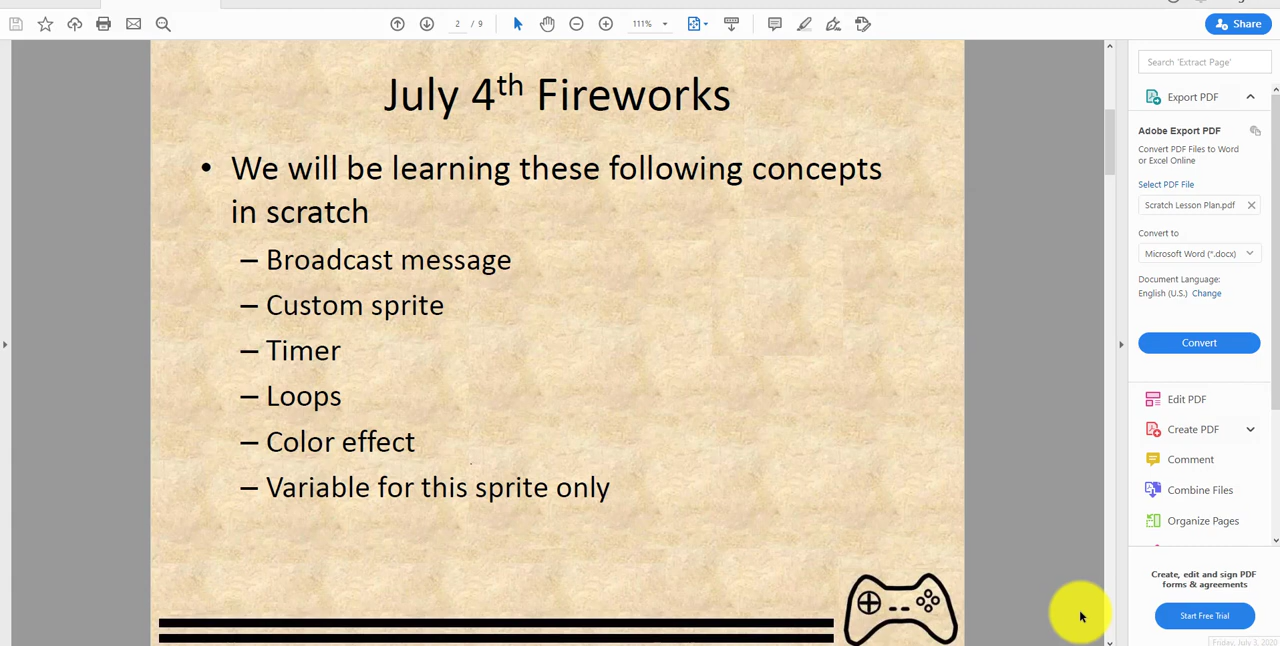 2 / 9
111%
Share
July 4th Fireworks
• We will be learning these following concepts
in scratch
– Broadcast message
– Custom sprite
– Timer
– Loops
– Color effect
– Variable for this sprite only
Search 'Extract Page'
Export PDF
Adobe Export PDF
Convert PDF Files to Word
or Excel Online
Select PDF File
Scratch Lesson Plan.pdf
Convert to
Microsoft Word (*.docx)
Document Language:
English (U.S.) Change
Convert
Edit PDF
Create PDF
Comment
Combine Files
Organize Pages
Create, edit and sign PDF
forms & agreements
Start Free Trial
Friday, July 3, 2020